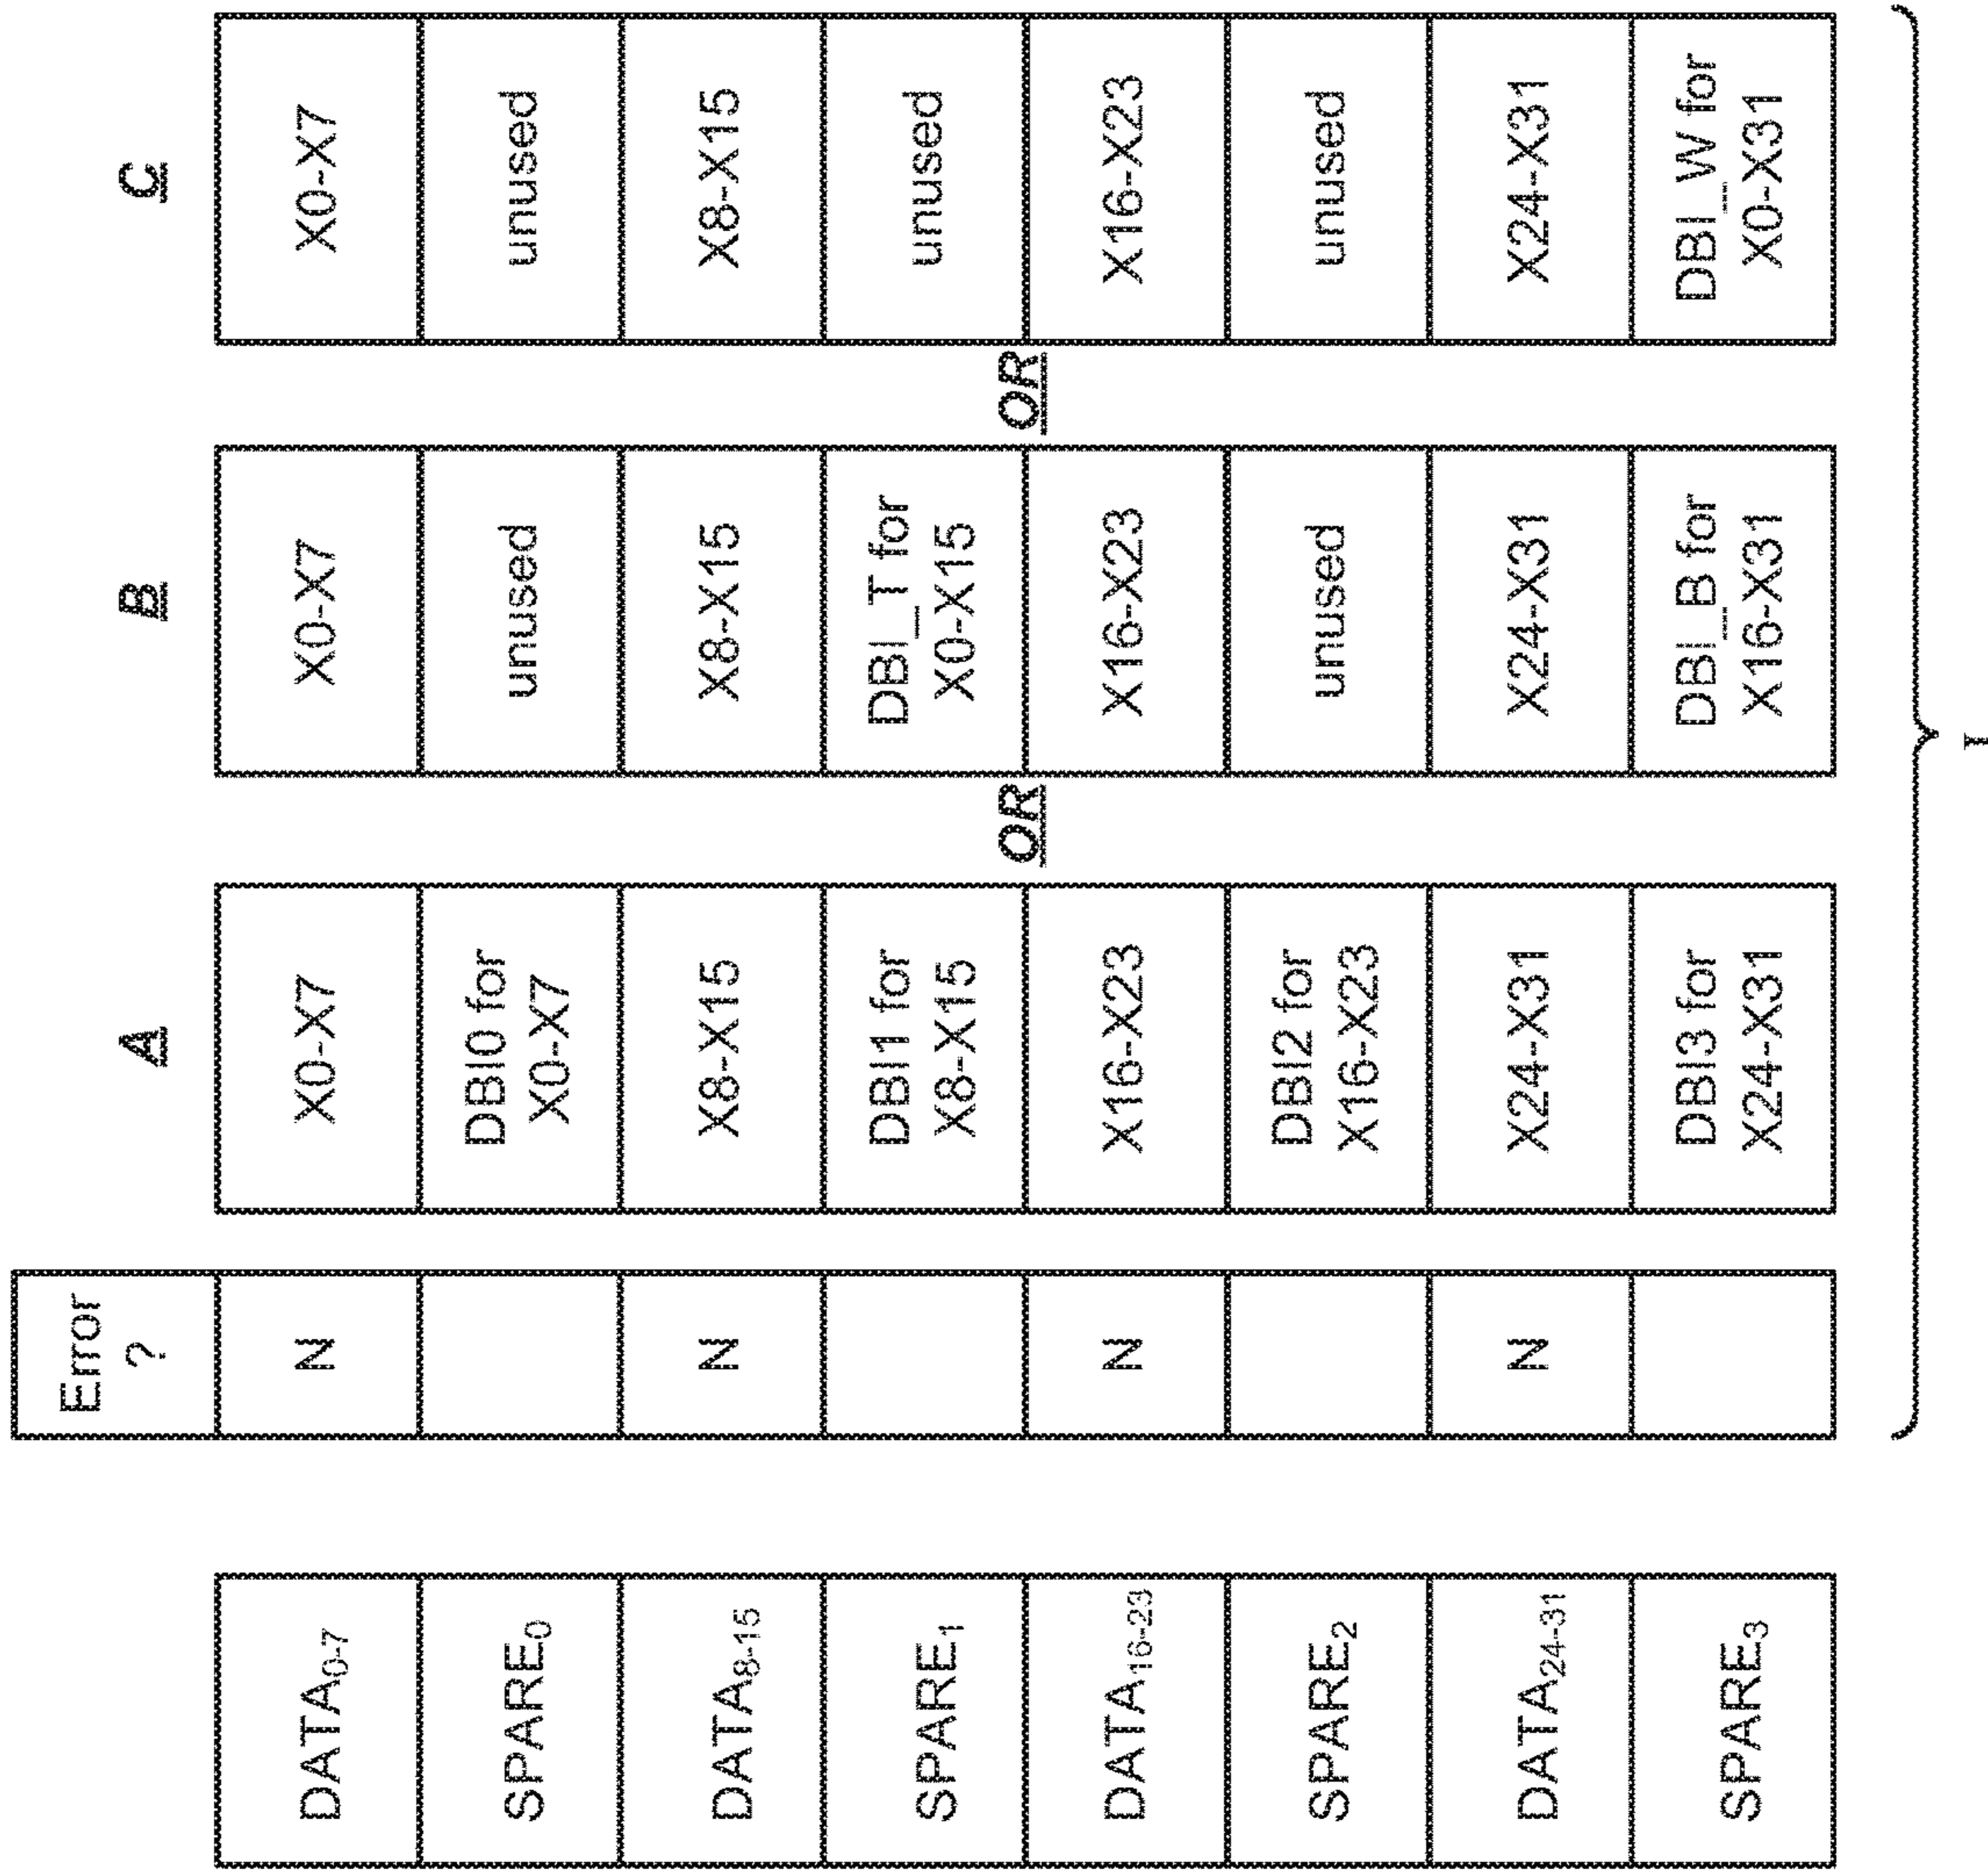 Error
?
A
B
C
DATA0-7
N
X0-X7
X0-X7
X0-X7
SPARE0
DBI0 for
X0-X7
unused
unused
DATA8-15
N
X8-X15
X8-X15
X8-X15
SPARE1
DBI1 for
X8-X15
DBI_T for
X0-X15
unused
OR
OR
DATA16-23
N
X16-X23
X16-X23
X16-X23
SPARE2
DBI2 for
X16-X23
unused
unused
DATA24-31
N
X24-X31
X24-X31
X24-X31
SPARE3
DBI3 for
X24-X31
DBI_B for
X16-X31
DBI_W for
X0-X31
I